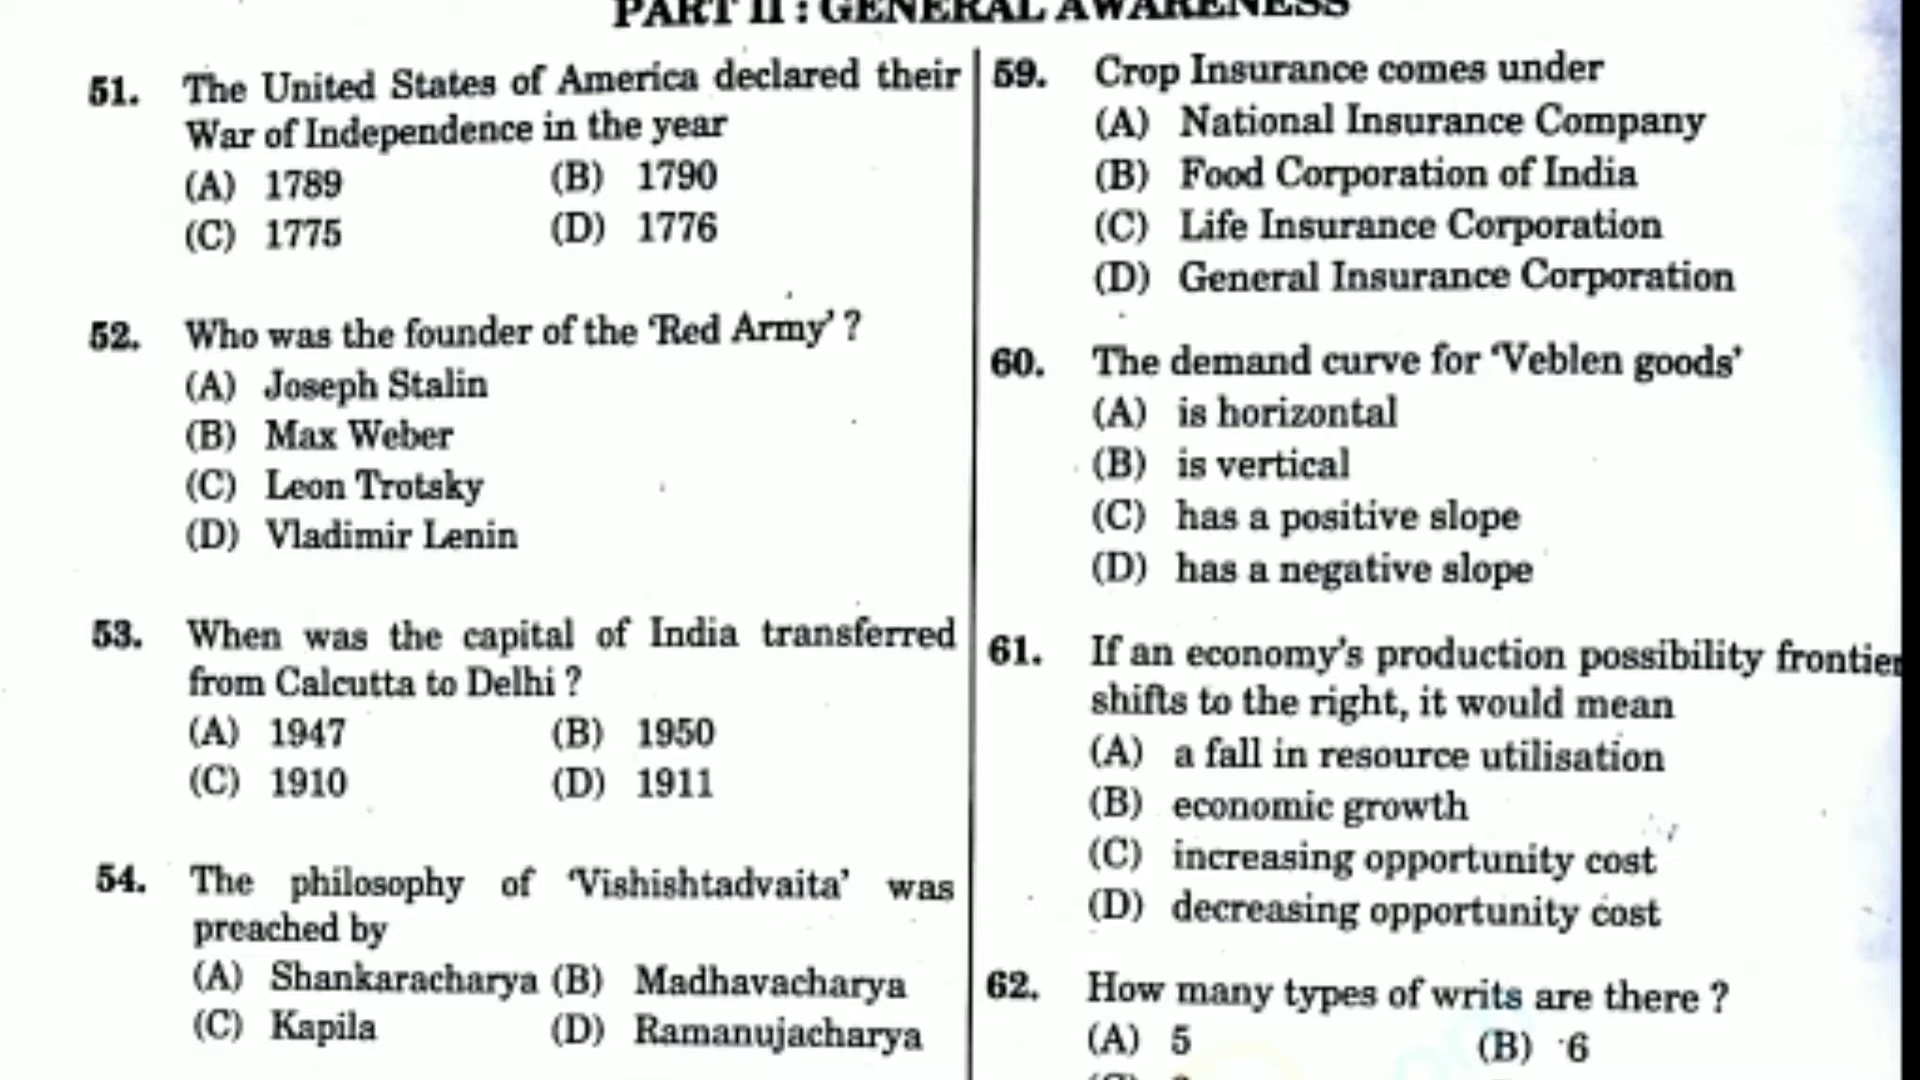 PART II : GENERAL AWARENESS
51. The United States of America declared their
War of Independence in the year
(A) 1789 (B) 1790
(C) 1775 (D) 1776
52. Who was the founder of the ‘Red Army’ ?
(A) Joseph Stalin
(B) Max Weber
(C) Leon Trotsky
(D) Vladimir Lenin
53. When was the capital of India transferred
from Calcutta to Delhi ?
(A) 1947 (B) 1950
(C) 1910 (D) 1911
54. The philosophy of ‘Vishishtadvaita’ was
preached by
(A) Shankaracharya (B) Madhavacharya
(C) Kapila (D) Ramanujacharya
59. Crop Insurance comes under
(A) National Insurance Company
(B) Food Corporation of India
(C) Life Insurance Corporation
(D) General Insurance Corporation
60. The demand curve for ‘Veblen goods’
(A) is horizontal
(B) is vertical
(C) has a positive slope
(D) has a negative slope
61. If an economy’s production possibility frontier
shifts to the right, it would mean
(A) a fall in resource utilisation
(B) economic growth
(C) increasing opportunity cost
(D) decreasing opportunity cost
62. How many types of writs are there ?
(A) 5 (B) 6